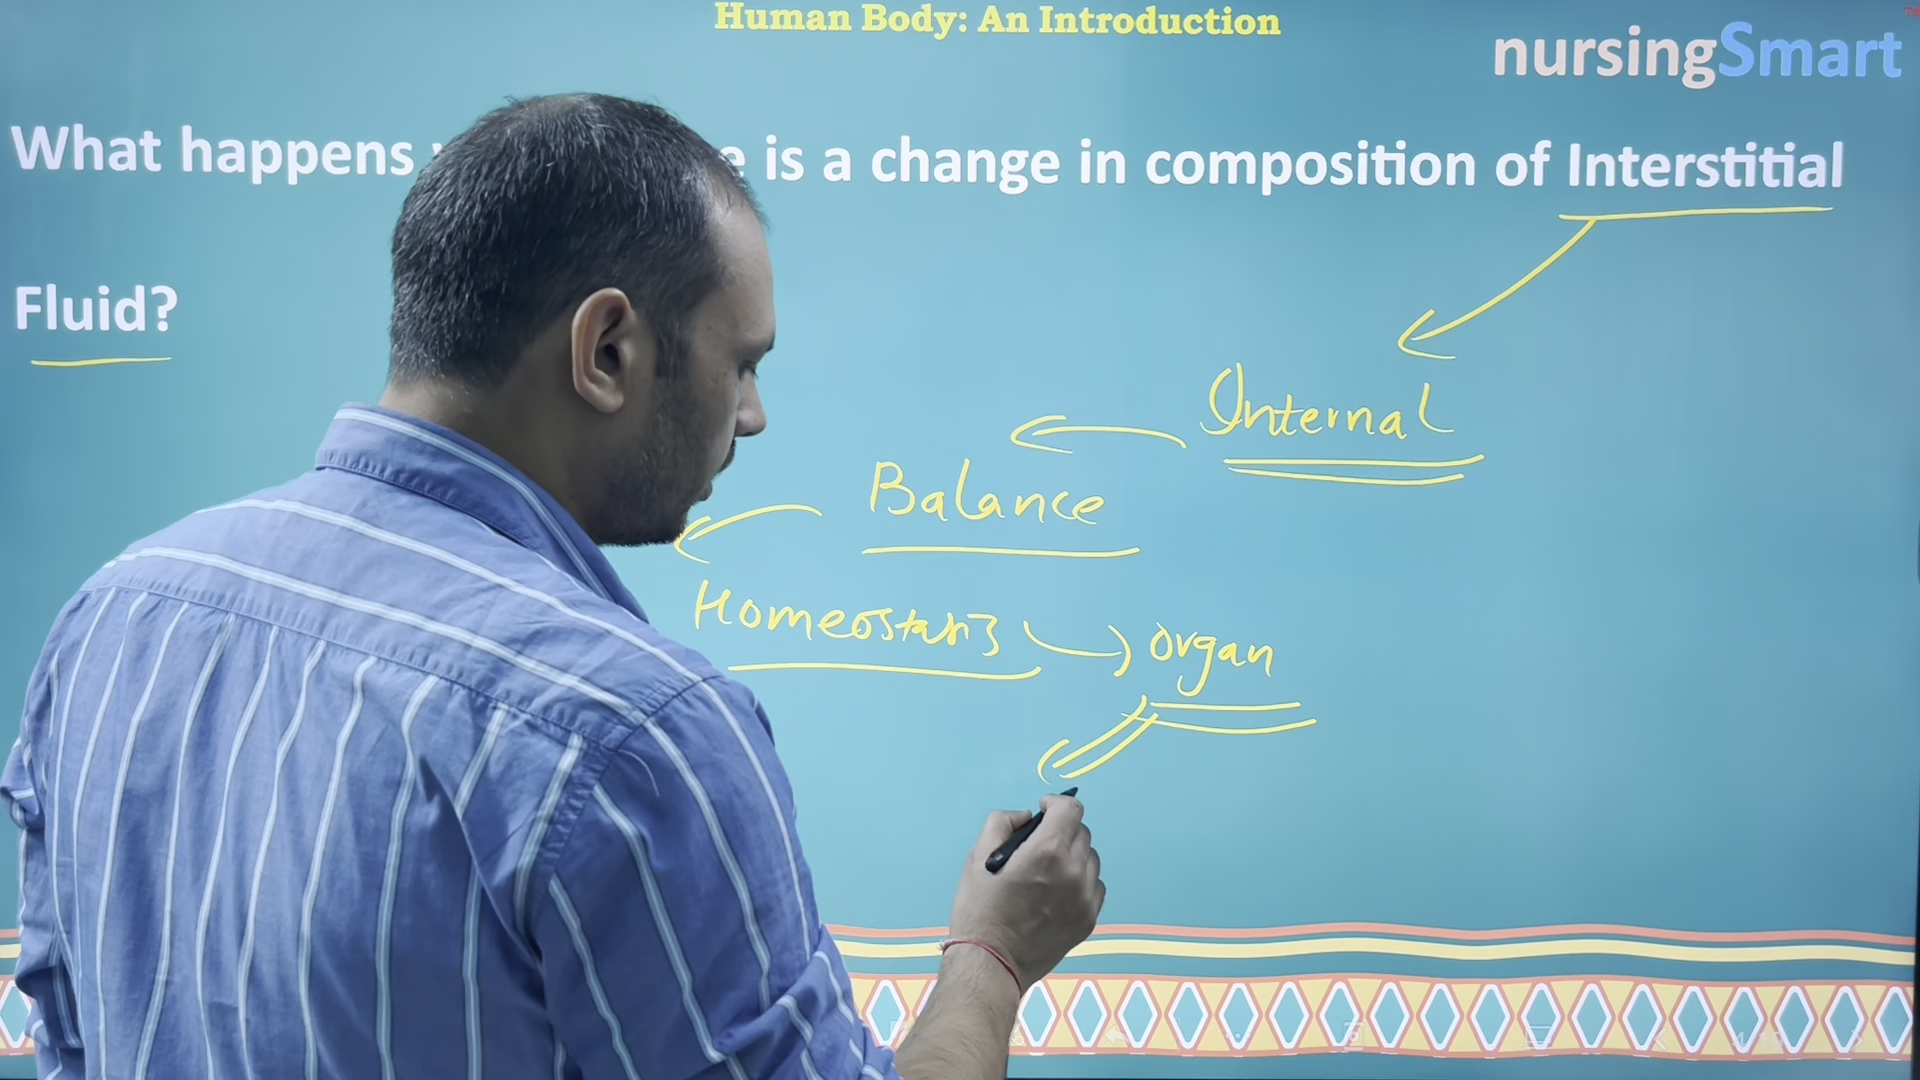 Human Body: An Introduction
nursingSmart
What happens is a change in composition of Interstitial
Fluid?
Internal
Balance
Homeostasis organ